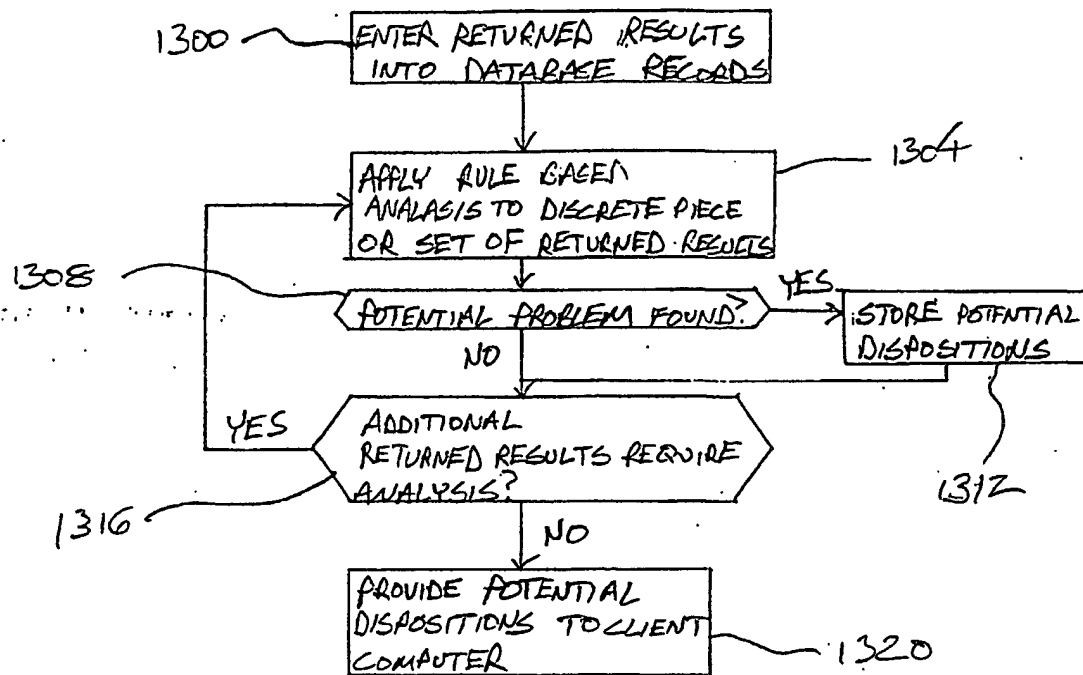 1300
ENTER RETURNED RESULTS
INTO DATABASE RECORDS
1304
APPLY RULE BASED
ANALASIS TO DISCRETE PIECE
OR SET OF RETURNED RESULTS
1308
POTENTIAL PROBLEM FOUND?
YES
STORE POTENTIAL
DISPOSITIONS
1312
NO
YES
ADDITIONAL
RETURNED RESULTS REQUIRE
ANALYSIS?
1316
NO
PROVIDE POTENTIAL
DISPOSITIONS TO CLIENT
COMPUTER
1320